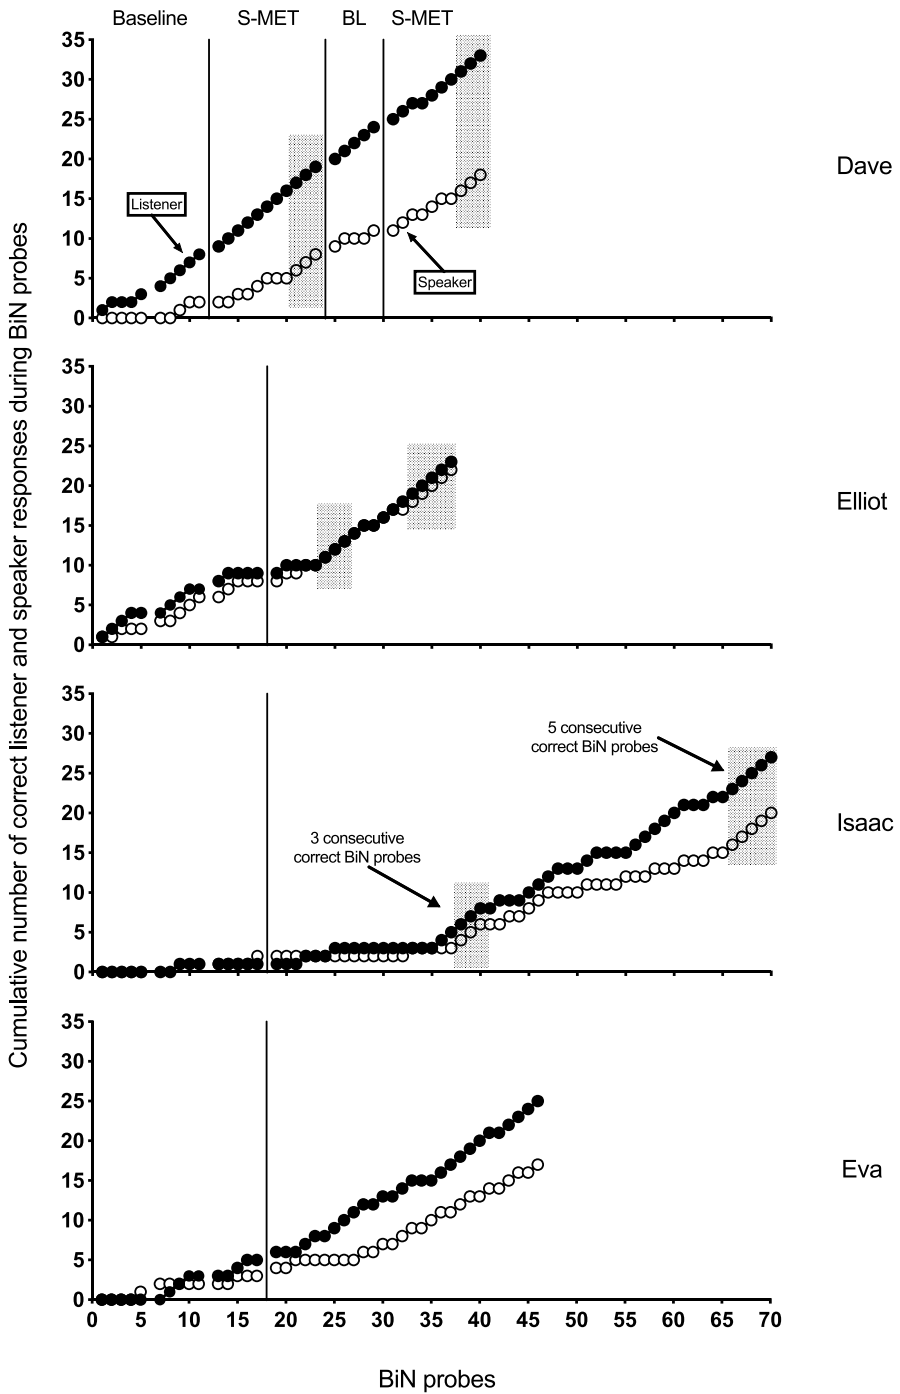 Baseline S-MET BL S-MET
35
30
25
20
15
10
5
0
Listener
Speaker
Dave
35
30
25
20
15
10
5
0
Elliot
35
30
25
20
15
10
5
0
5 consecutive
correct BiN probes
3 consecutive
correct BiN probes
Isaac
35
30
25
20
15
10
5
0
Eva
0 5 10 15 20 25 30 35 40 45 50 55 60 65 70
BiN probes
Cumulative number of correct listener and speaker responses during BiN probes